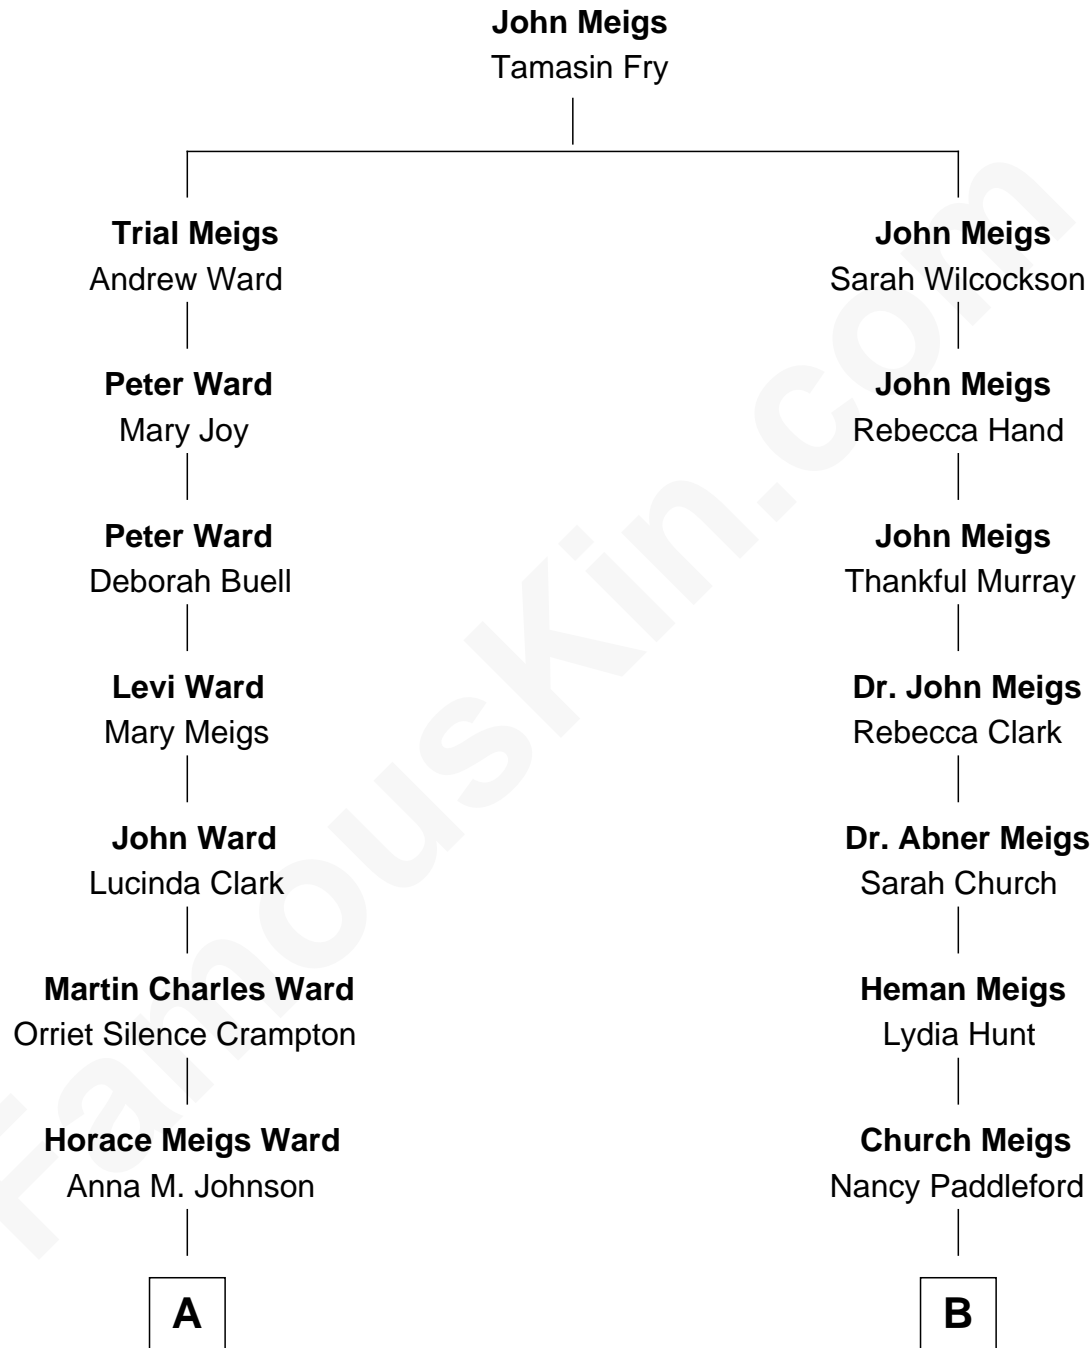 John Meigs
Tamasin Fry
Trial Meigs
Andrew Ward
Peter Ward
Mary Joy
Peter Ward
Deborah Buell
Levi Ward
Mary Meigs
John Ward
Lucinda Clark
Martin Charles Ward
Orriet Silence Crampton
Horace Meigs Ward
Anna M. Johnson
A
John Meigs
Sarah Wilcockson
John Meigs
Rebecca Hand
John Meigs
Thankful Murray
Dr. John Meigs
Rebecca Clark
Dr. Abner Meigs
Sarah Church
Heman Meigs
Lydia Hunt
Church Meigs
Nancy Paddleford
B
FamousKin.com